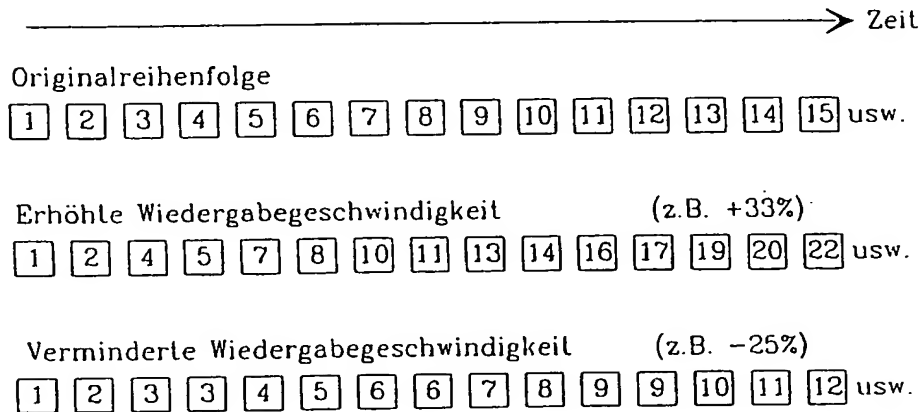 Zeit
Originalreihenfolge
1 2 3 4 5 6 7 8 9 10 11 12 13 14 15 usw.
Erhöhte Wiedergabegeschwindigkeit (z.B. +33%)
1 2 4 5 7 8 10 11 13 14 16 17 19 20 22 usw.
Verminderte Wiedergabegeschwindigkeit (z.B. -25%)
1 2 3 3 4 5 6 6 7 8 9 9 10 11 12 usw.